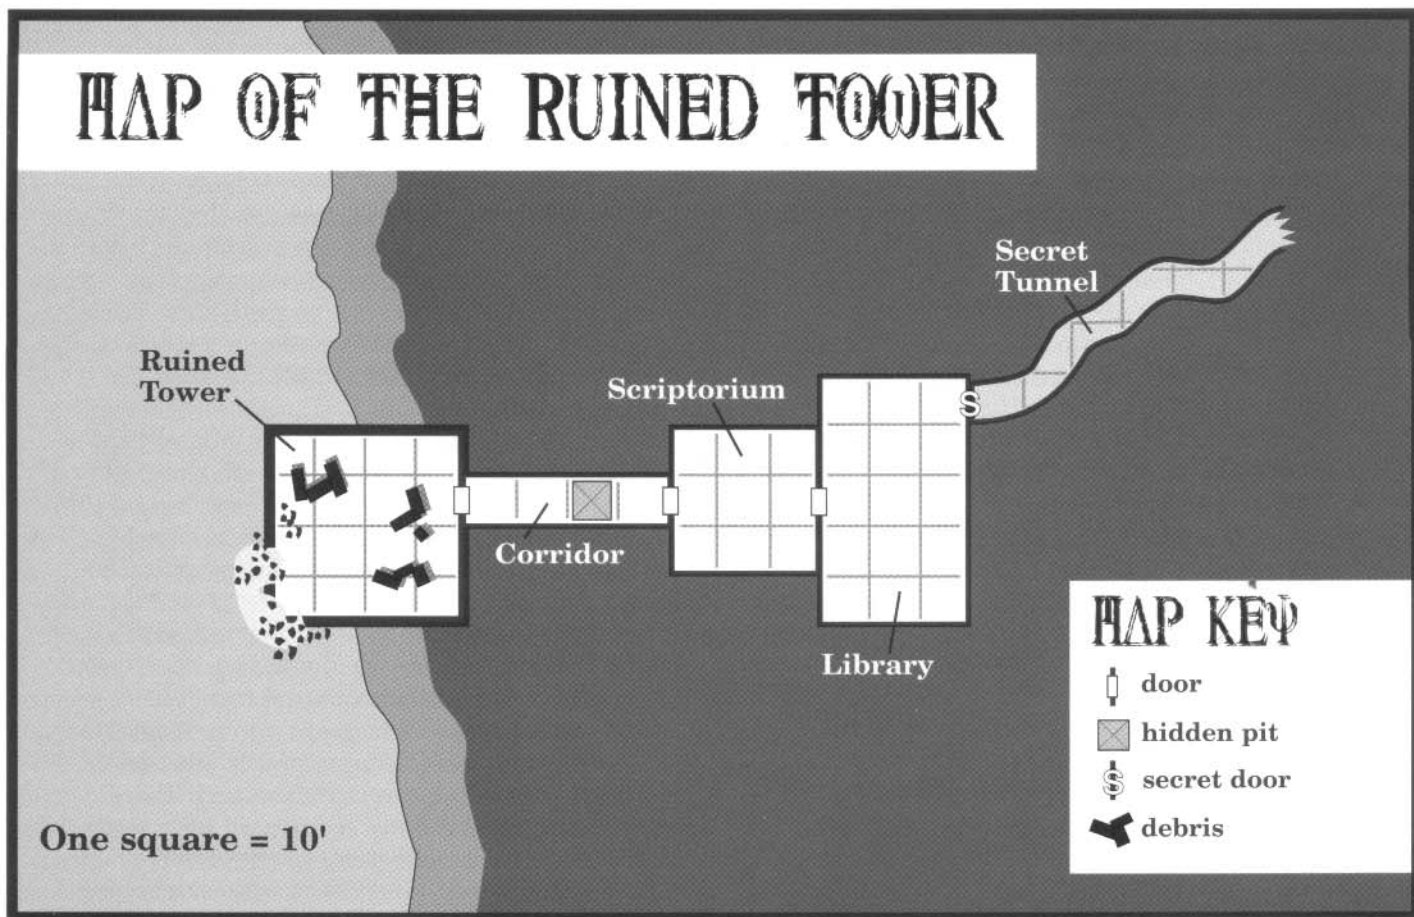 MAP OF THE RUINED TOWER
Secret
Tunnel
Ruined
Tower
Scriptorium
S
Corridor
Library
MAP KEY
door
hidden pit
S secret door
debris
One square = 10'